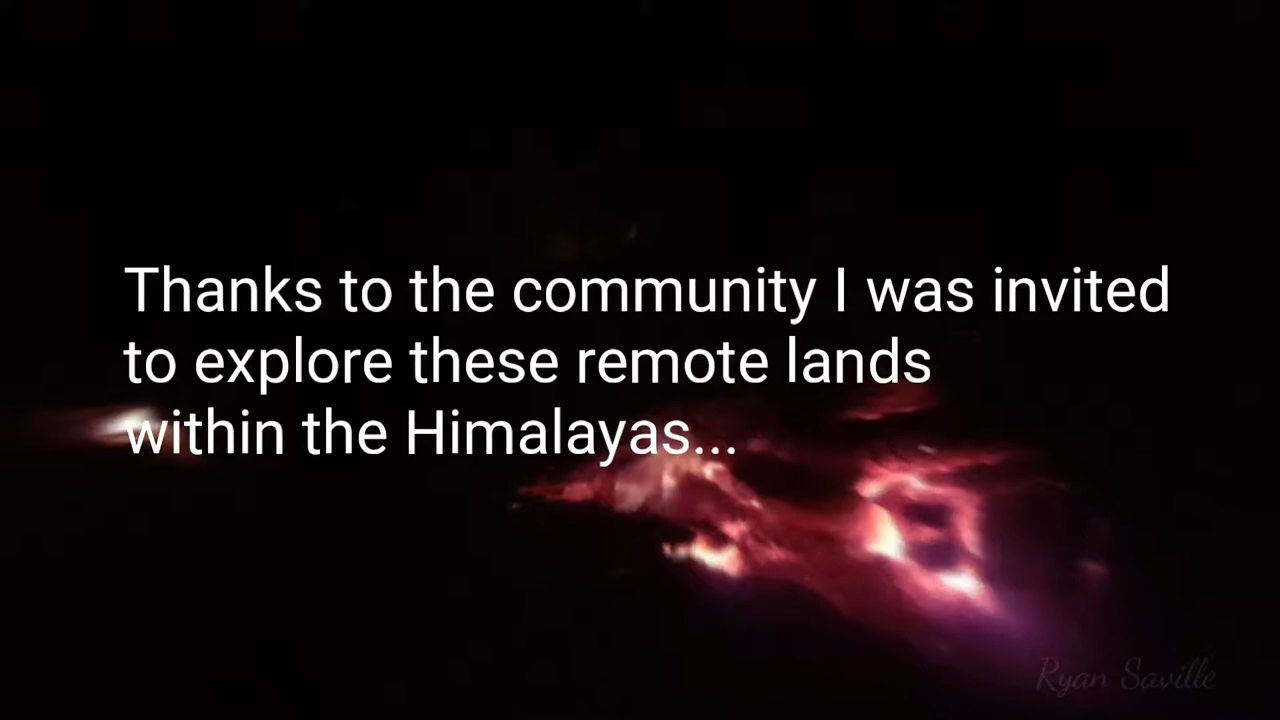 Thanks to the community I was invited
to explore these remote lands
within the Himalayas...
Ryan Saville